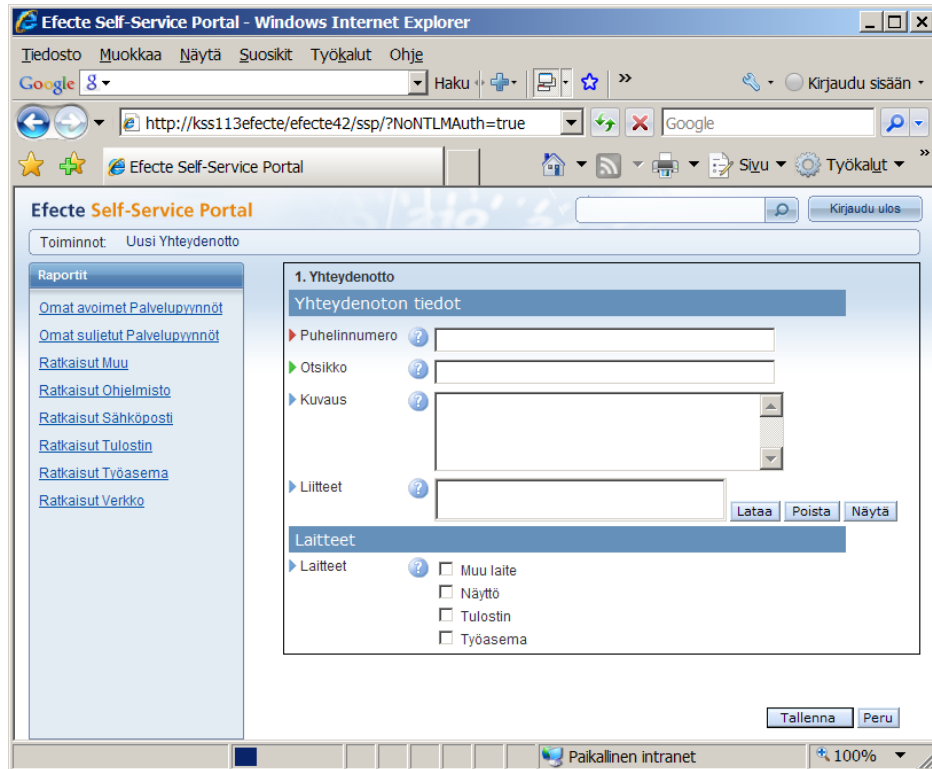 Efecte Self-Service Portal - Windows Internet Explorer
Tiedosto Muokkaa Näytä Suosikit Työkalut Ohje
Google 8 Haku » Kirjaudu sisään
http://kss113efecte/efecte42/ssp/?NoNTLMAuth=true Google
Efecte Self-Service Portal Sivu Työkalut »
Efecte Self-Service Portal Kirjaudu ulos
Toiminnot: Uusi Yhteydenotto
Raportit
Omat avoimet Palvelupyynnöt
Omat suljetut Palvelupyynnöt
Ratkaisut Muu
Ratkaisut Ohjelmisto
Ratkaisut Sähköposti
Ratkaisut Tulostin
Ratkaisut Työasema
Ratkaisut Verkko
1. Yhteydenotto
Yhteydenoton tiedot
Puhelinnumero ?
Otsikko ?
Kuvaus ?
Liitteet ?
Lataa Poista Näytä
Laitteet
Laitteet ? Muu laite
Näyttö
Tulostin
Työasema
Tallenna Peru
Paikallinen intranet 100%